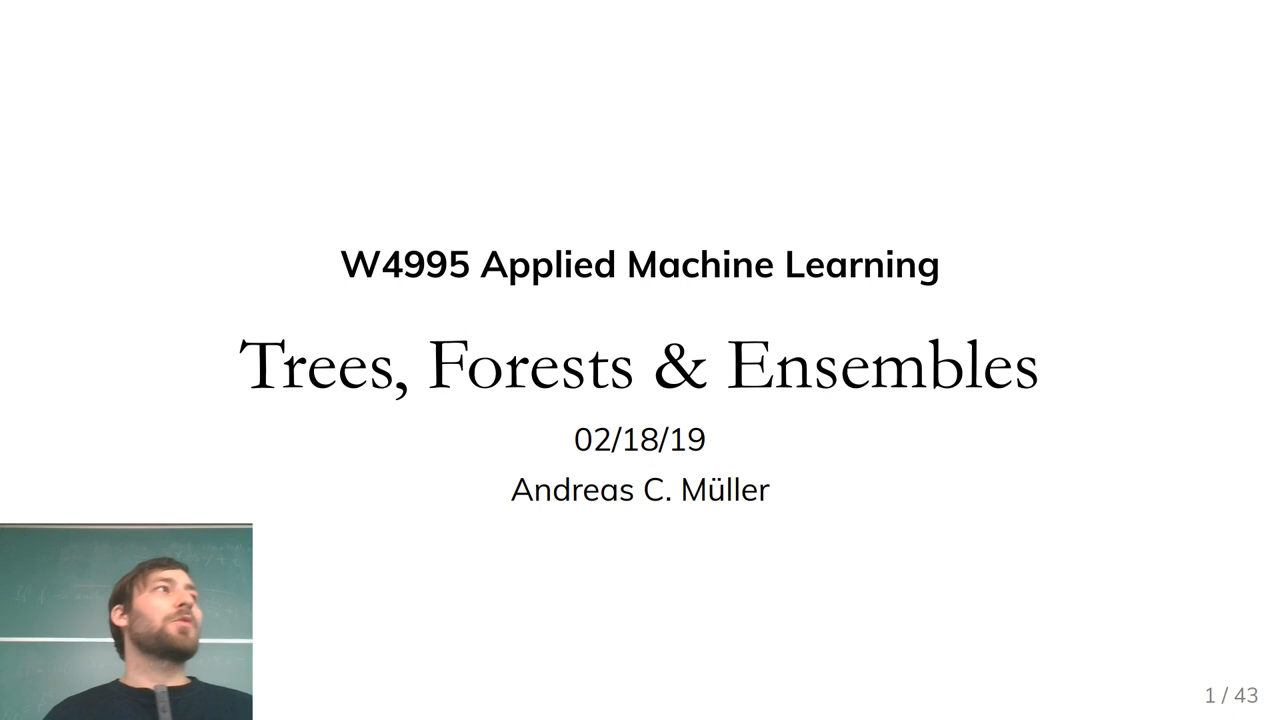 W4995 Applied Machine Learning
Trees, Forests & Ensembles
02/18/19
Andreas C. Müller
1 / 43